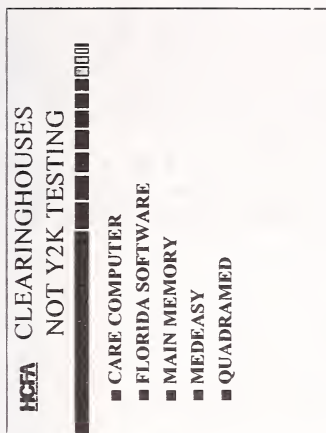 HCFA CLEARINGHOUSES
NOT Y2K TESTING
■ CARE COMPUTER
■ FLORIDA SOFTWARE
■ MAIN MEMORY
■ MEDEASY
■ QUADRAMED